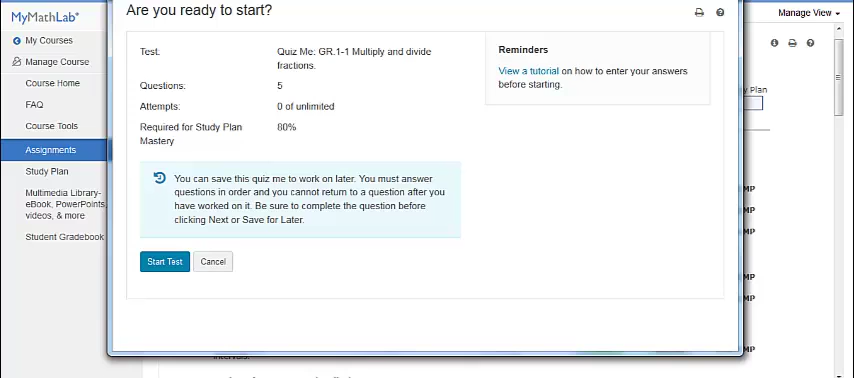 Are you ready to start?
MyMathLab®
Manage View
My Courses
Manage Course
Course Home
FAQ
Course Tools
Assignments
Study Plan
Multimedia Library-
eBook, PowerPoints,
videos, & more
Student Gradebook
Test:
Quiz Me: GR.1-1 Multiply and divide
fractions.
Questions:
5
Attempts:
0 of unlimited
Required for Study Plan
Mastery
80%
Reminders
View a tutorial on how to enter your answers
before starting.
You can save this quiz me to work on later. You must answer
questions in order and you cannot return to a question after you
have worked on it. Be sure to complete the question before
clicking Next or Save for Later.
Start Test
Cancel
y Plan
MP
MP
MP
MP
MP
MP
intervals.